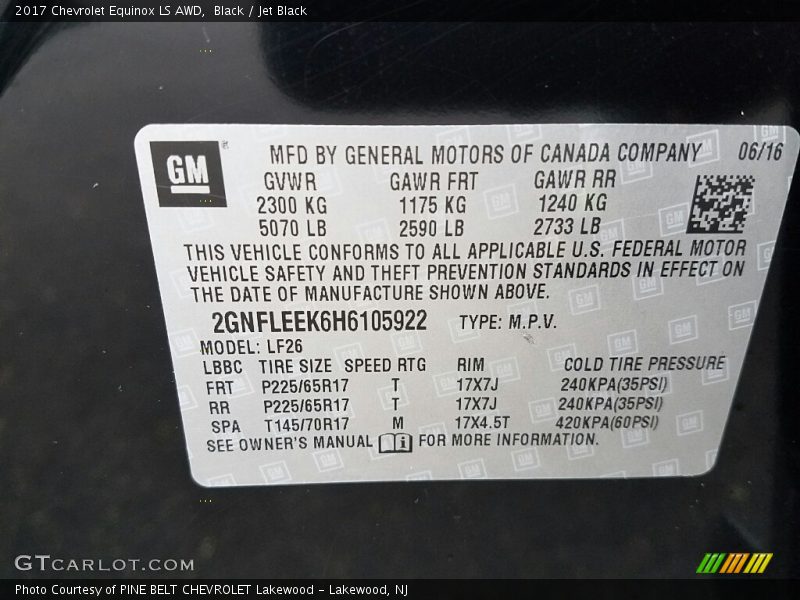 2017 Chevrolet Equinox LS AWD,  Black / Jet Black
GM
MFD BY GENERAL MOTORS OF CANADA COMPANY 06/16
GVWR GAWR FRT GAWR RR
2300 KG 1175 KG 1240 KG
5070 LB 2590 LB 2733 LB
THIS VEHICLE CONFORMS TO ALL APPLICABLE U.S. FEDERAL MOTOR
VEHICLE SAFETY AND THEFT PREVENTION STANDARDS IN EFFECT ON
THE DATE OF MANUFACTURE SHOWN ABOVE.
2GNFLEEK6H6105922 TYPE: M.P.V.
MODEL: LF26
LBBC TIRE SIZE SPEED RTG RIM COLD TIRE PRESSURE
FRT P225/65R17 T 17X7J 240KPA(35PSI)
RR P225/65R17 T 17X7J 240KPA(35PSI)
SPA T145/70R17 M 17X4.5T 420KPA(60PSI)
SEE OWNER'S MANUAL FOR MORE INFORMATION.
GTCARLOT.COM
Photo Courtesy of PINE BELT CHEVROLET Lakewood - Lakewood, NJ